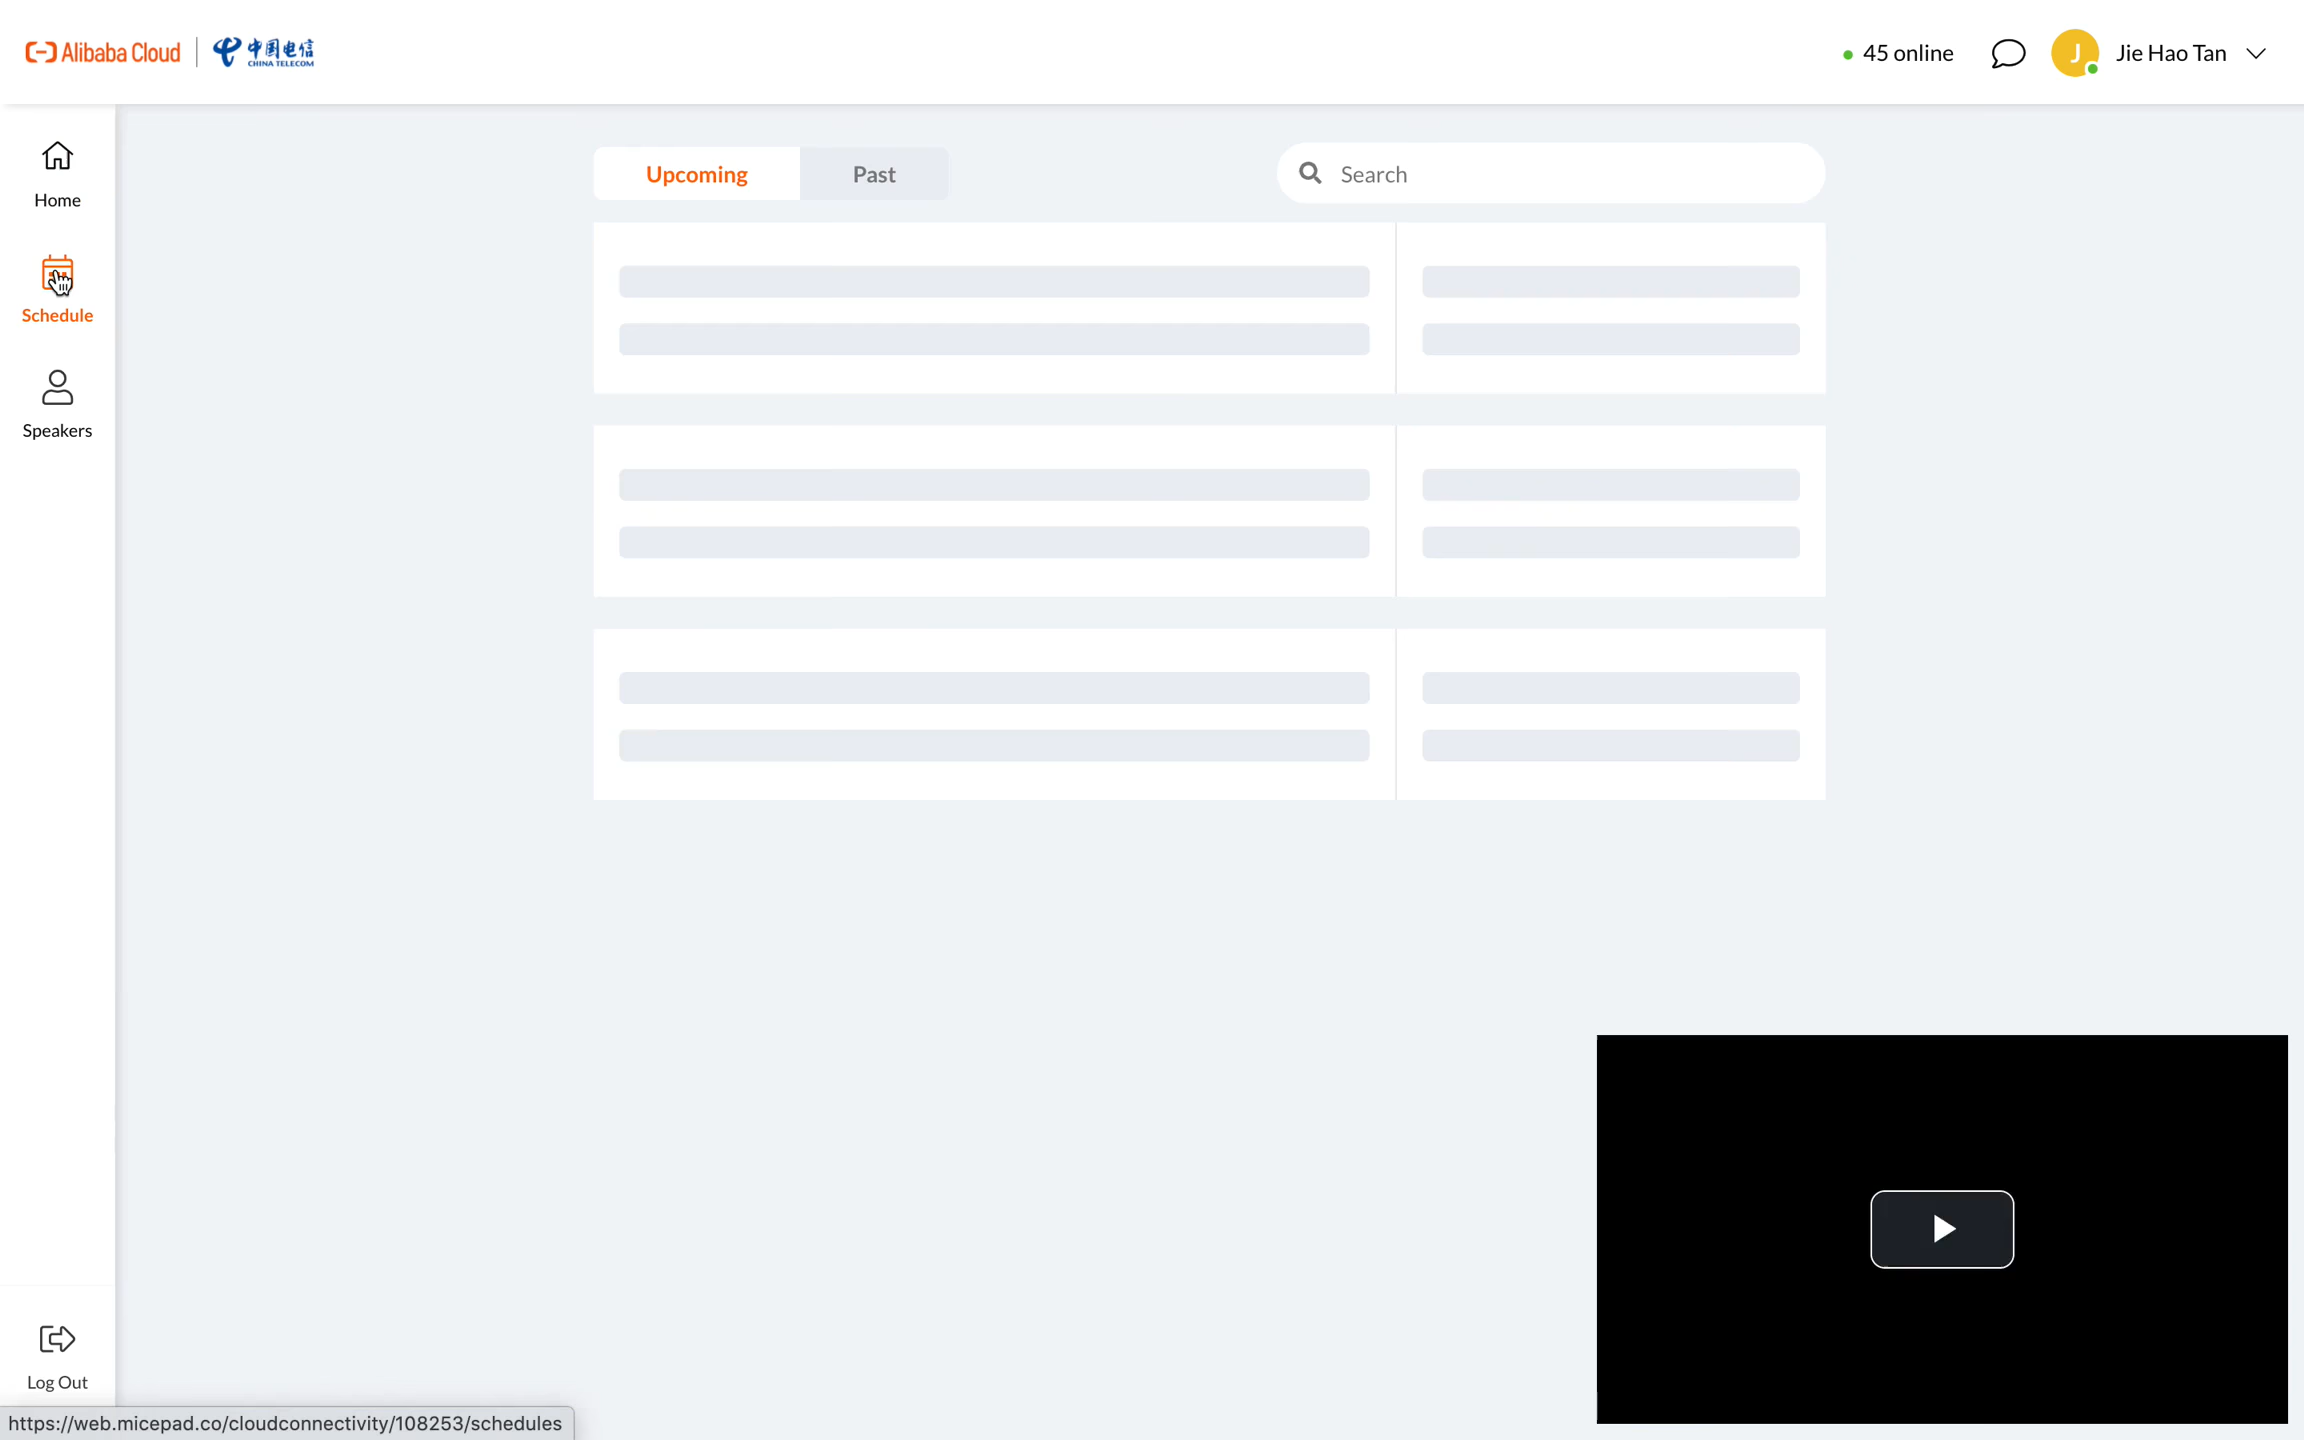 Alibaba Cloud
中国电信
CHINA TELECOM
45 online
J
Jie Hao Tan
Home
Schedule
Speakers
Upcoming
Past
Search
Log Out
https://web.micepad.co/cloudconnectivity/108253/schedules